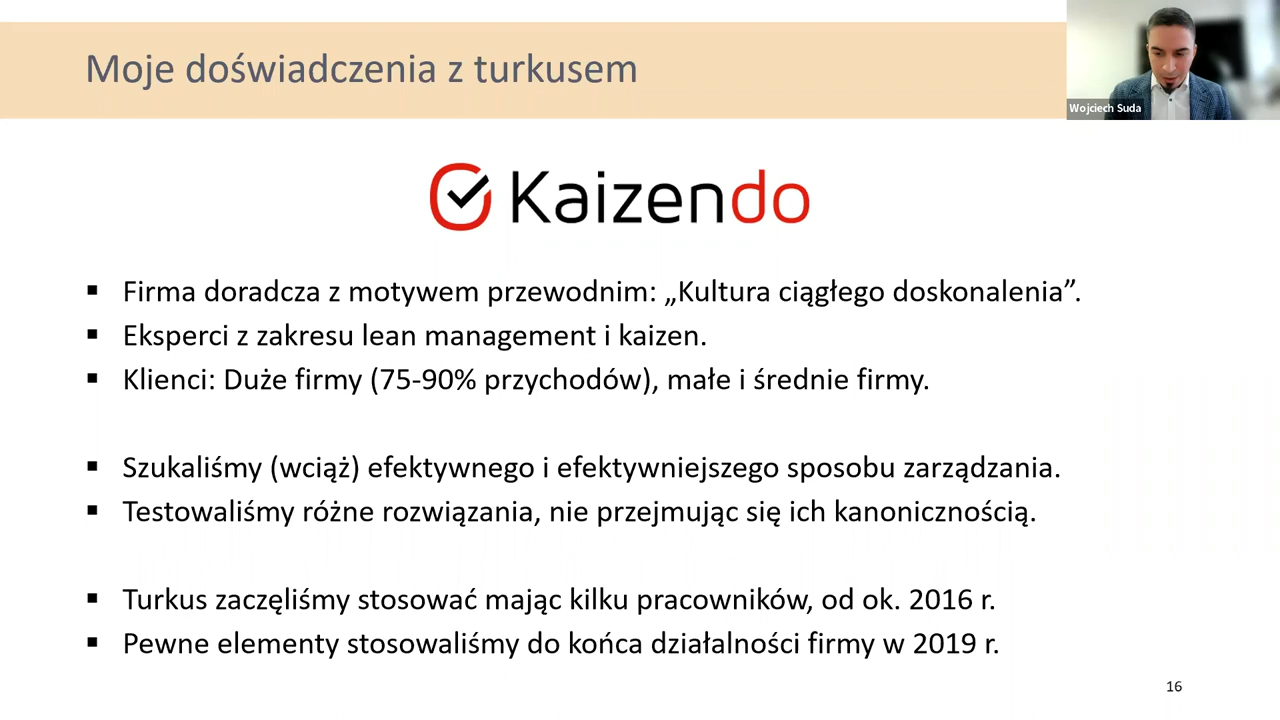 Moje doświadczenia z turkusem
Wojciech Suda
Kaizendo
▪ Firma doradcza z motywem przewodnim: „Kultura ciągłego doskonalenia”.
▪ Eksperci z zakresu lean management i kaizen.
▪ Klienci: Duże firmy (75-90% przychodów), małe i średnie firmy.
▪ Szukaliśmy (wciąż) efektywnego i efektywniejszego sposobu zarządzania.
▪ Testowaliśmy różne rozwiązania, nie przejmując się ich kanonicznością.
▪ Turkus zaczęliśmy stosować mając kilku pracowników, od ok. 2016 r.
▪ Pewne elementy stosowaliśmy do końca działalności firmy w 2019 r.
16